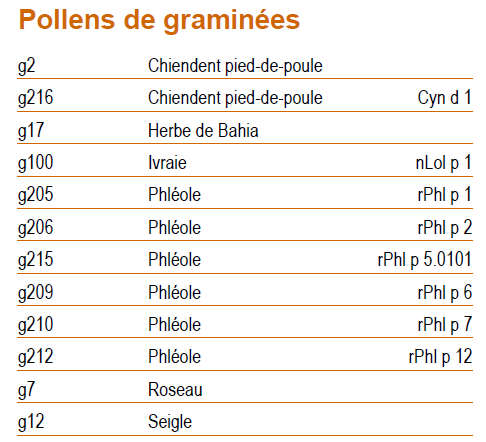 Pollens de graminées
g2 Chiendent pied-de-poule
g216 Chiendent pied-de-poule Cyn d 1
g17 Herbe de Bahia
g100 Ivraie nLol p 1
g205 Phléole rPhl p 1
g206 Phléole rPhl p 2
g215 Phléole rPhl p 5.0101
g209 Phléole rPhl p 6
g210 Phléole rPhl p 7
g212 Phléole rPhl p 12
g7 Roseau
g12 Seigle